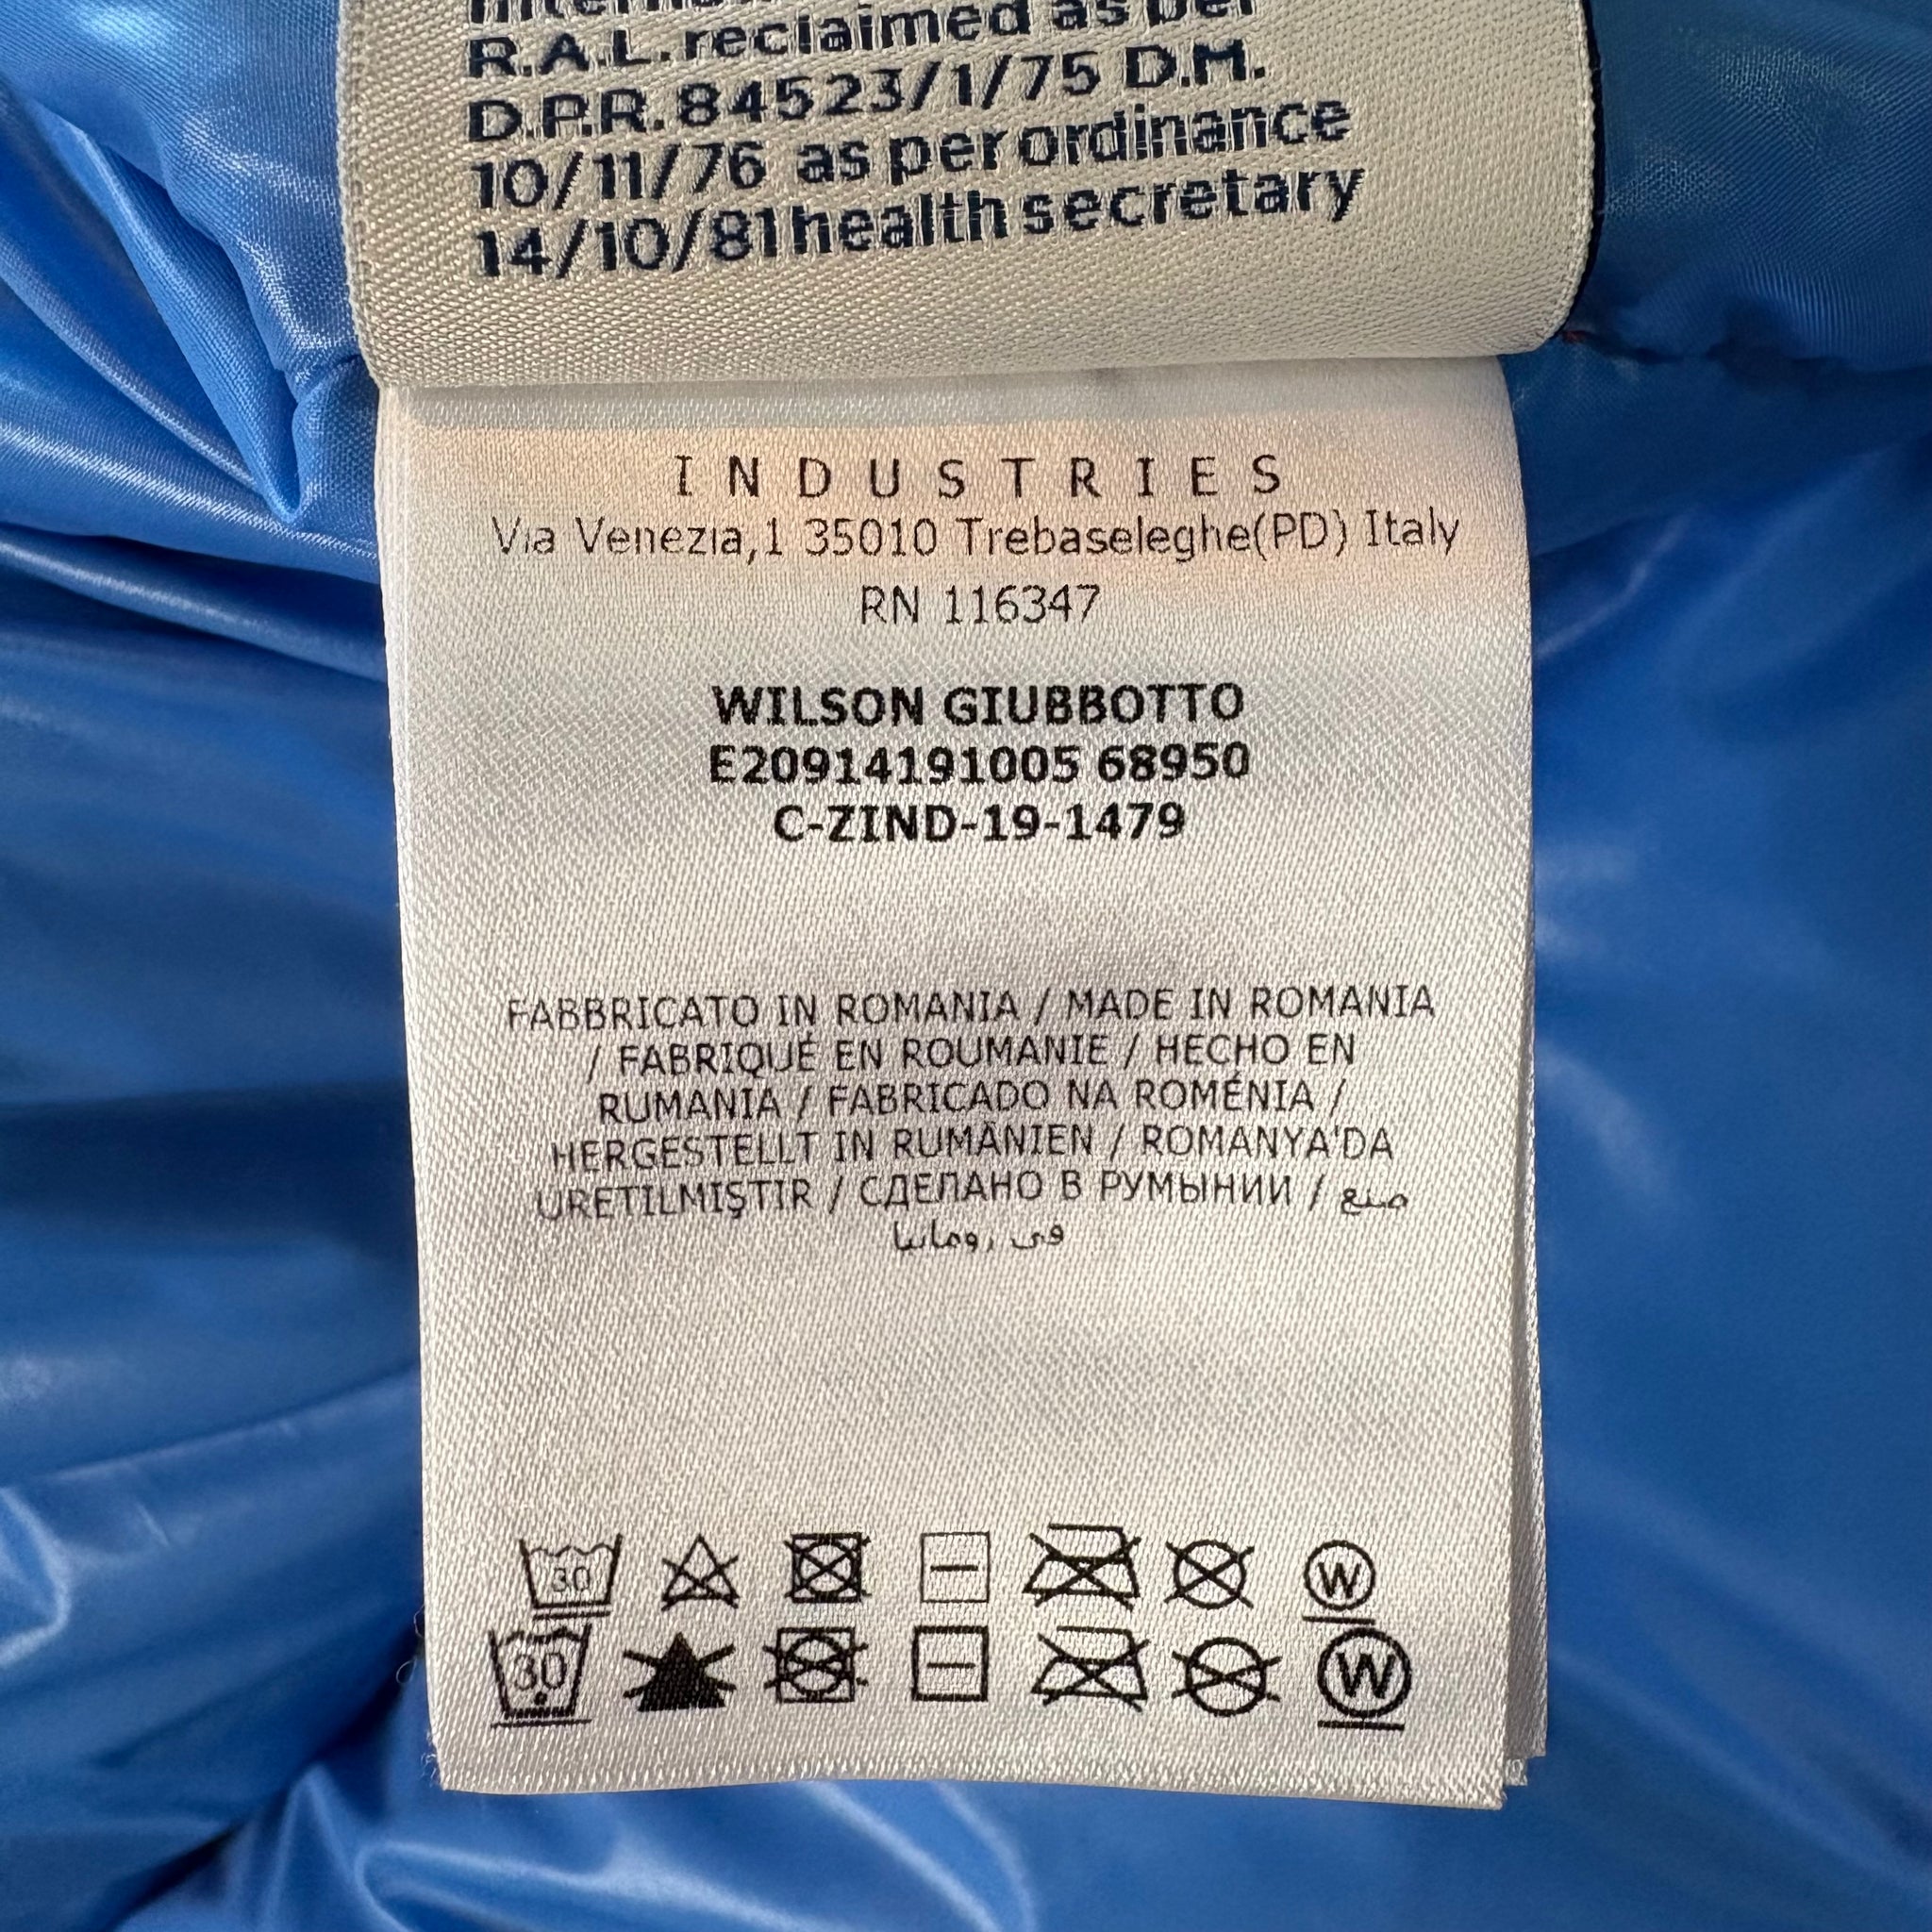 R.A.L. reclaimed as per
D.P.R. 84523/1/75 D.M.
10/11/76 as per ordinance
14/10/81 health secretary
INDUSTRIES
Via Venezia,1 35010 Trebaseleghe(PD) Italy
RN 116347
WILSON GIUBBOTTO
E20914191005 68950
C-ZIND-19-1479
FABBRICATO IN ROMANIA / MADE IN ROMANIA
/ FABRIQUÉ EN ROUMANIE / HECHO EN
RUMANIA / FABRICADO NA ROMÉNIA /
HERGESTELLT IN RUMÄNIEN / ROMANYA'DA
ÜRETILMIŞTIR / СДЕЛАНО В РУМЫНИИ / صنع
في رومانيا
30 W
30 W